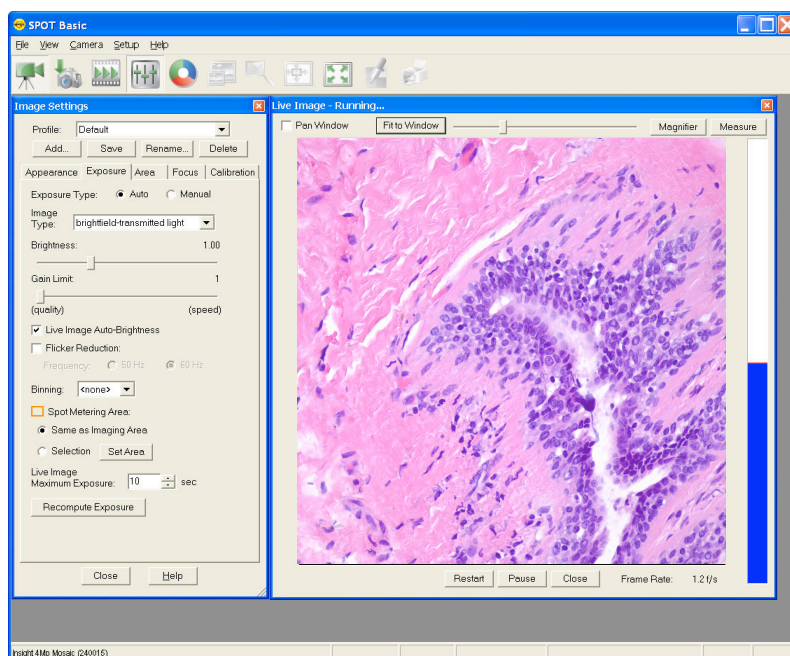 SPOT Basic
File View Camera Setup Help
Image Settings
Profile: Default
Add... Save Rename... Delete
Appearance Exposure Area Focus Calibration
Exposure Type: Auto Manual
Image
Type: brightfield-transmitted light
Brightness: 1.00
Gain Limit: 1
(quality) (speed)
Live Image Auto-Brightness
Flicker Reduction:
Frequency: 50 Hz 60 Hz
Binning: <none>
Spot Metering Area:
Same as Imaging Area
Selection Set Area
Live Image
Maximum Exposure: 10 sec
Recompute Exposure
Close Help
Live Image - Running...
Pan Window Fit to Window Magnifier Measure
Restart Pause Close Frame Rate: 1.2 f/s
Insight 4Mp Mosaic (240015)